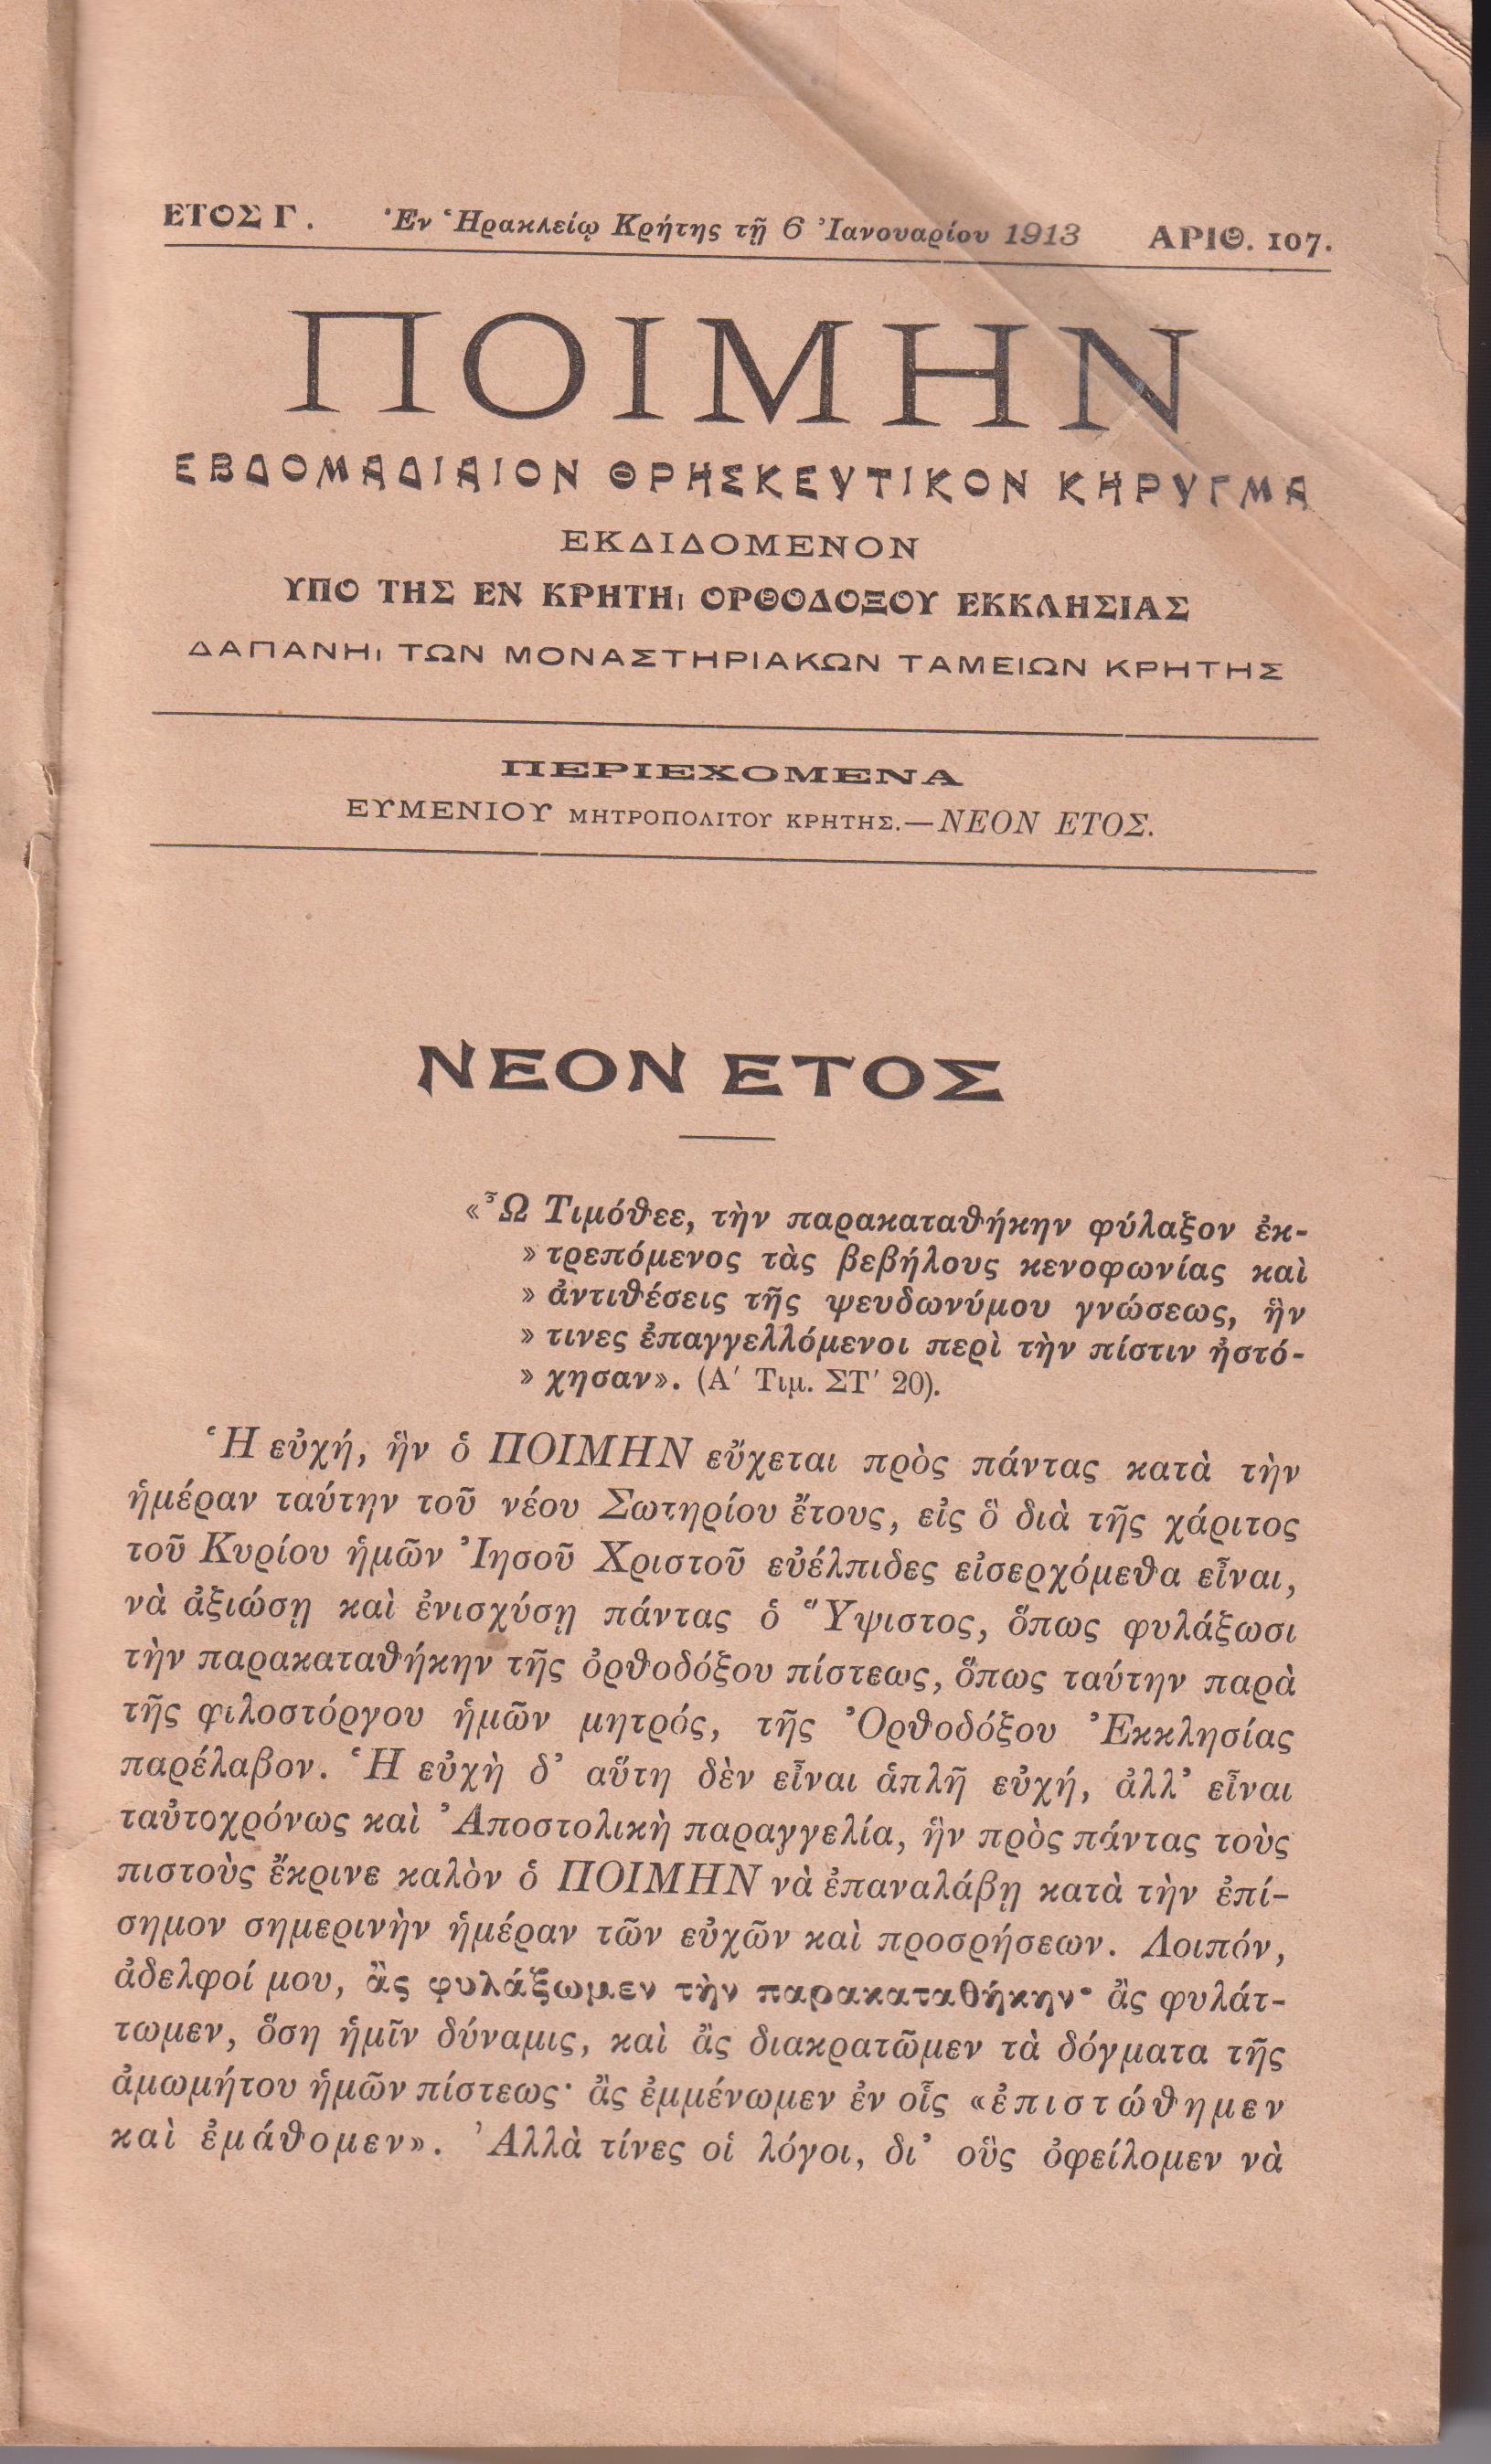 ΕΤΟΣ Γ. Ἐν Ἡρακλείῳ Κρήτης τῇ 6 Ἰανουαρίου 1913 ΑΡΙΘ. 107.
ΠΟΙΜΗΝ
ΕΒΔΟΜΑΔΙΑΙΟΝ ΘΡΗΣΚΕΥΤΙΚΟΝ ΚΗΡΥΓΜΑ
ΕΚΔΙΔΟΜΕΝΟΝ
ΥΠΟ ΤΗΣ ΕΝ ΚΡΗΤΗι ΟΡΘΟΔΟΞΟΥ ΕΚΚΛΗΣΙΑΣ
ΔΑΠΑΝΗι ΤΩΝ ΜΟΝΑΣΤΗΡΙΑΚΩΝ ΤΑΜΕΙΩΝ ΚΡΗΤΗΣ
ΠΕΡΙΕΧΟΜΕΝΑ
ΕΥΜΕΝΙΟΥ ΜΗΤΡΟΠΟΛΙΤΟΥ ΚΡΗΤΗΣ.—ΝΕΟΝ ΕΤΟΣ.
ΝΕΟΝ ΕΤΟΣ
«Ὦ Τιμόθεε, τὴν παρακαταθήκην φύλαξον ἐκ-
» τρεπόμενος τὰς βεβήλους κενοφωνίας καὶ
» ἀντιθέσεις τῆς ψευδωνύμου γνώσεως, ἥν
» τινες ἐπαγγελλόμενοι περὶ τὴν πίστιν ἠστό-
» χησαν». (Α′ Τιμ. ΣΤ′ 20).
Ἡ εὐχή, ἣν ὁ ΠΟΙΜΗΝ εὔχεται πρὸς πάντας κατὰ τὴν
ἡμέραν ταύτην τοῦ νέου Σωτηρίου ἔτους, εἰς ὃ διὰ τῆς χάριτος
τοῦ Κυρίου ἡμῶν Ἰησοῦ Χριστοῦ εὐέλπιδες εἰσερχόμεθα εἶναι,
νὰ ἀξιώσῃ καὶ ἐνισχύσῃ πάντας ὁ Ὕψιστος, ὅπως φυλάξωσι
τὴν παρακαταθήκην τῆς ὀρθοδόξου πίστεως, ὅπως ταύτην παρὰ
τῆς φιλοστόργου ἡμῶν μητρός, τῆς Ὀρθοδόξου Ἐκκλησίας
παρέλαβον. Ἡ εὐχὴ δ' αὕτη δὲν εἶναι ἁπλῆ εὐχή, ἀλλ' εἶναι
ταὐτοχρόνως καὶ Ἀποστολικὴ παραγγελία, ἣν πρὸς πάντας τοὺς
πιστοὺς ἔκρινε καλὸν ὁ ΠΟΙΜΗΝ νὰ ἐπαναλάβῃ κατὰ τὴν ἐπί-
σημον σημερινὴν ἡμέραν τῶν εὐχῶν καὶ προσρήσεων. Λοιπόν,
ἀδελφοί μου, ἂς φυλάξωμεν τὴν παρακαταθήκην· ἂς φυλάτ-
τωμεν, ὅση ἡμῖν δύναμις, καὶ ἂς διακρατῶμεν τὰ δόγματα τῆς
ἀμωμήτου ἡμῶν πίστεως· ἂς ἐμμένωμεν ἐν οἷς «ἐπιστώθημεν
καὶ ἐμάθομεν». Ἀλλὰ τίνες οἱ λόγοι, δι' οὓς ὀφείλομεν νὰ